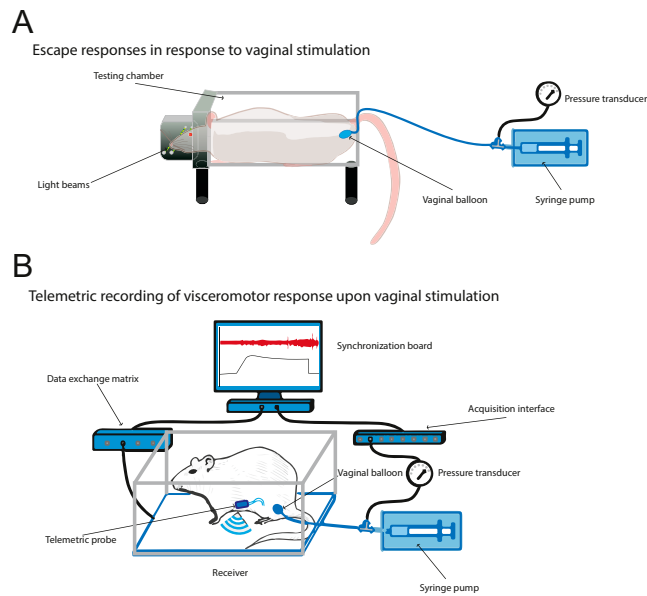 A
Escape responses in response to vaginal stimulation
Testing chamber
Pressure transducer
Light beams
Vaginal balloon
Syringe pump
B
Telemetric recording of visceromotor response upon vaginal stimulation
Synchronization board
Data exchange matrix
Acquisition interface
Vaginal balloon
Pressure transducer
Telemetric probe
Receiver
Syringe pump